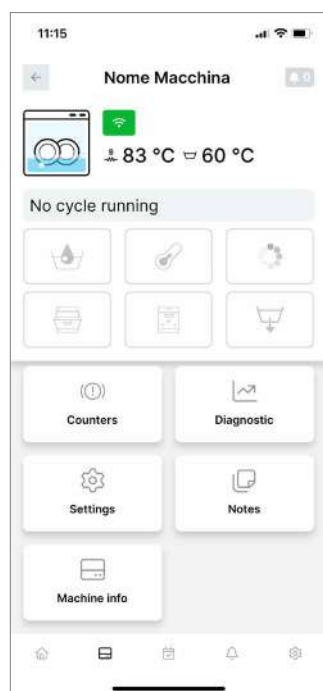 11:15
Nome Macchina
0
83 °C 60 °C
No cycle running
Counters
Diagnostic
Settings
Notes
Machine info